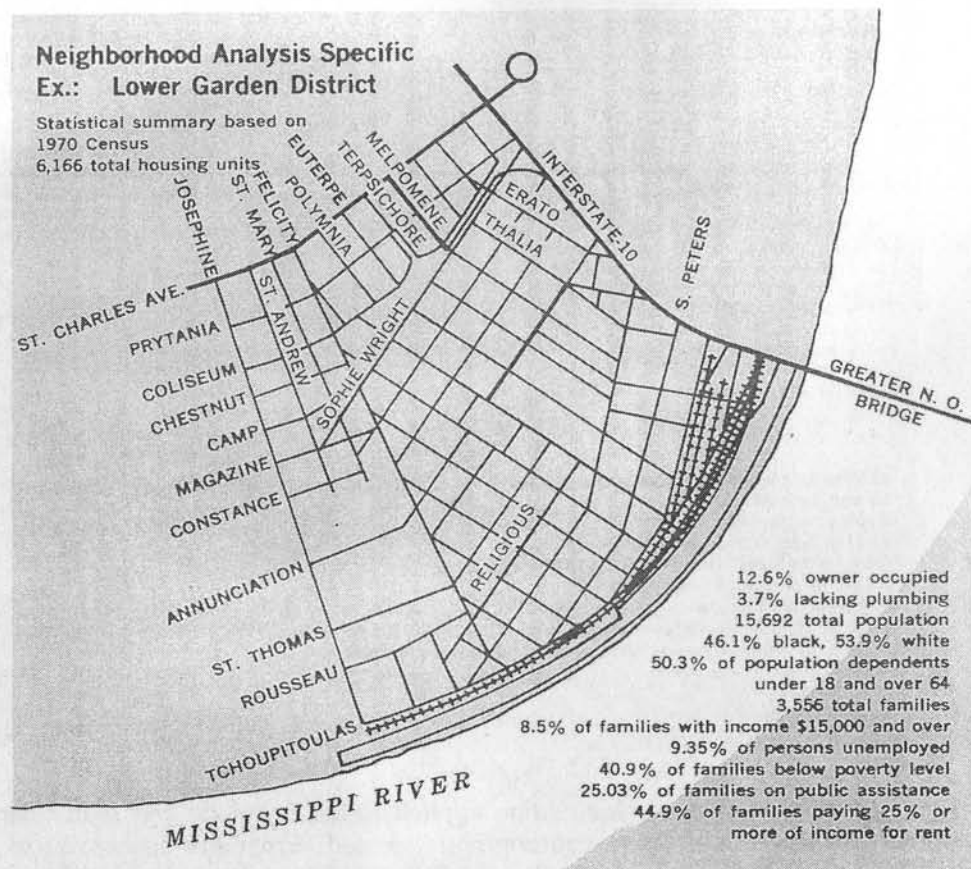 Neighborhood Analysis Specific
Ex.: Lower Garden District
Statistical summary based on
1970 Census
6,166 total housing units
JOSEPHINE
ST. MARY
FELICITY
POLYMNIA
EUTERPE
TERPSICHORE
MELPOMENE
ERATO
THALIA
INTERSTATE-10
S. PETERS
GREATER N. O.
BRIDGE
ST. CHARLES AVE.
PRYTANIA
ST. ANDREW
SOPHIE WRIGHT
COLISEUM
CHESTNUT
CAMP
MAGAZINE
CONSTANCE
ANNUNCIATION
RELIGIOUS
ST. THOMAS
ROUSSEAU
TCHOUPITOULAS
MISSISSIPPI RIVER
12.6% owner occupied
3.7% lacking plumbing
15,692 total population
46.1% black, 53.9% white
50.3% of population dependents
under 18 and over 64
3,556 total families
8.5% of families with income $15,000 and over
9.35% of persons unemployed
40.9% of families below poverty level
25.03% of families on public assistance
44.9% of families paying 25% or
more of income for rent